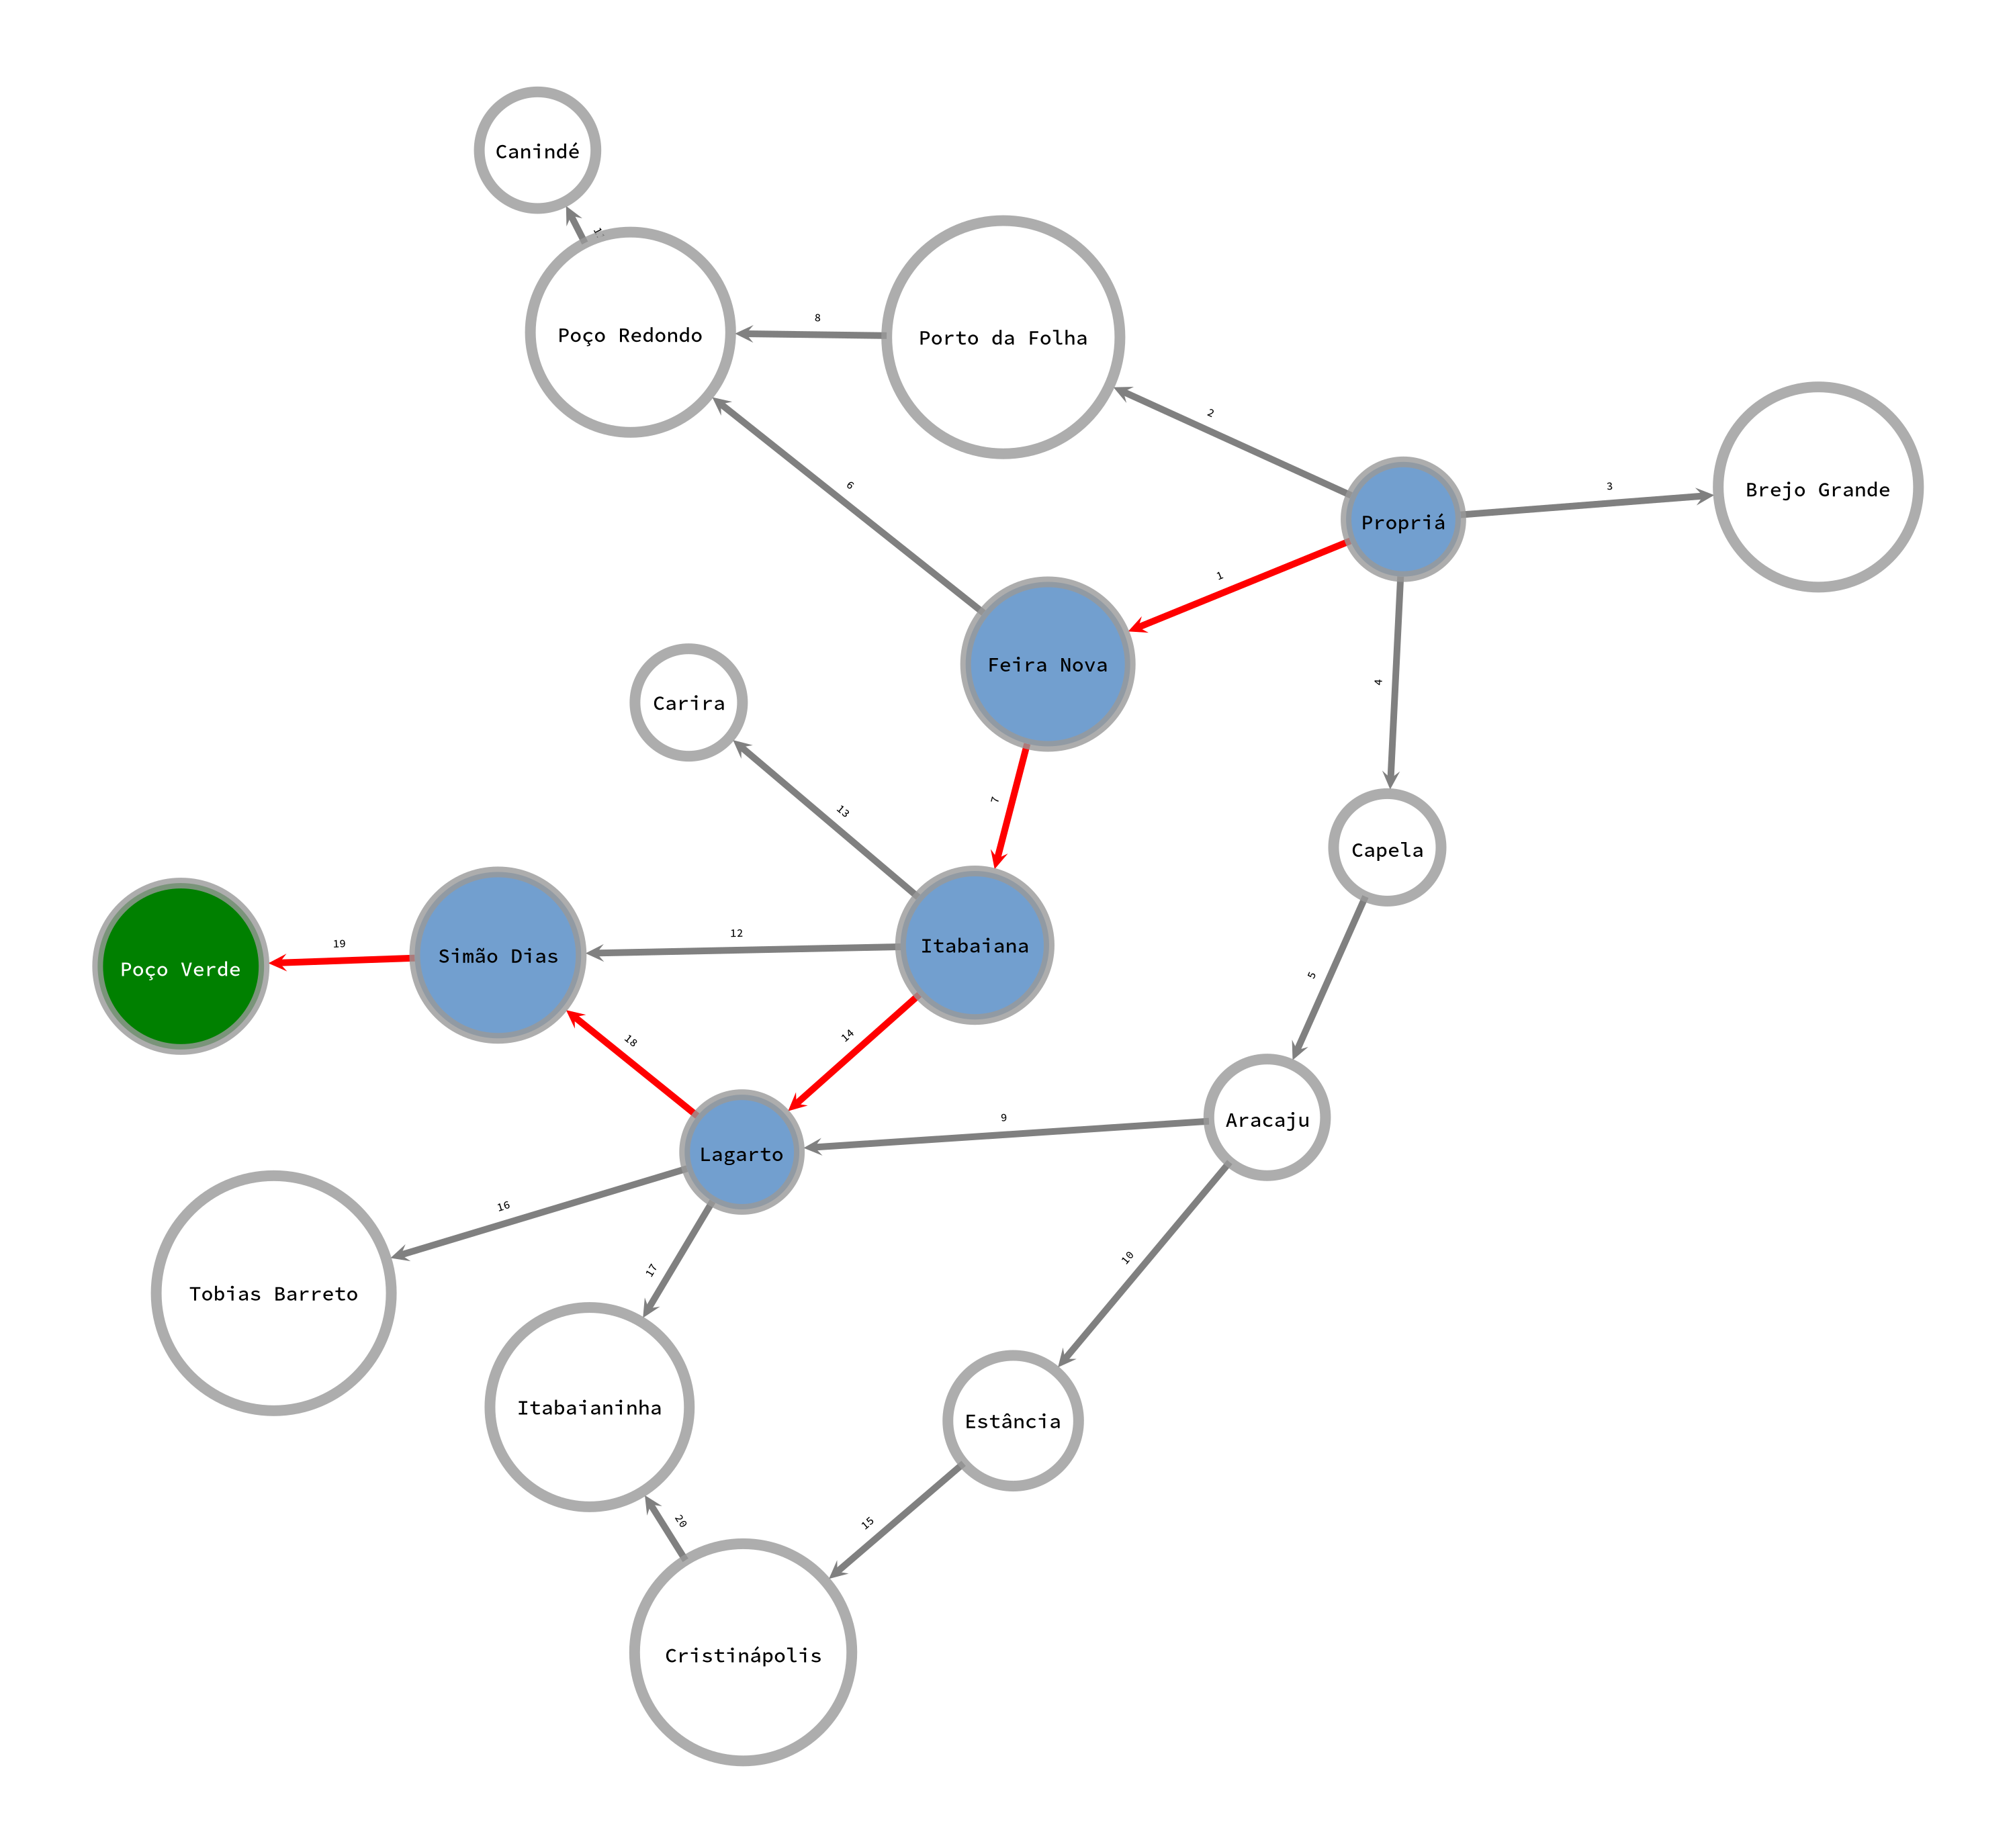 Canindé
Poço Redondo
8
Porto da Folha
2
3
Brejo Grande
6
Propriá
1
Feira Nova
4
Carira
7
13
Capela
12
Itabaiana
19
Simão Dias
Poço Verde
5
18
14
9
Aracaju
Lagarto
16
17
10
Tobias Barreto
Itabaianinha
Estância
20
15
Cristinápolis